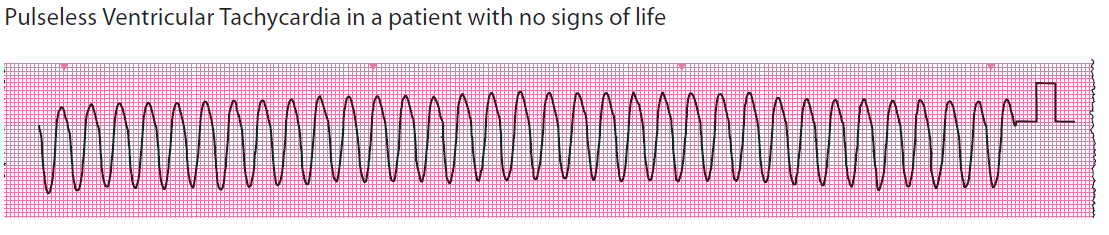 Pulseless Ventricular Tachycardia in a patient with no signs of life